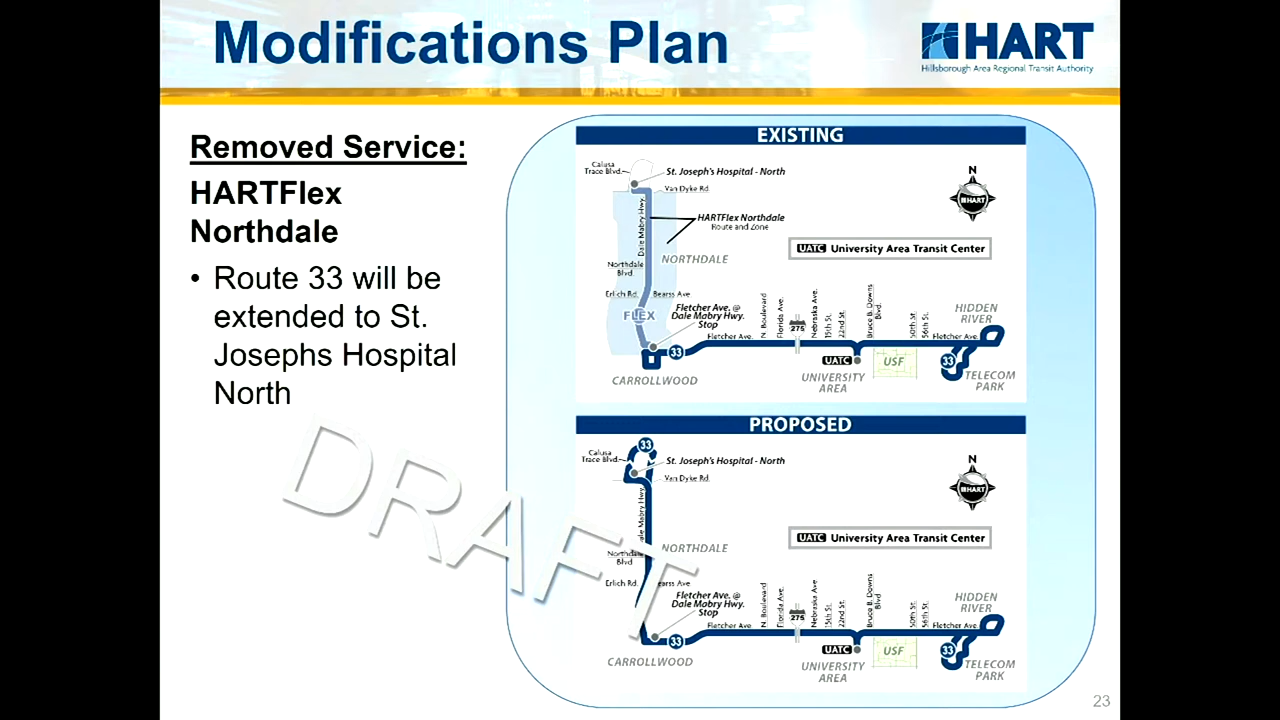 Modifications Plan
HART
Hillsborough Area Regional Transit Authority
Removed Service:
HARTFlex
Northdale
• Route 33 will be
extended to St.
Josephs Hospital
North
EXISTING
Calusa
Trace Blvd.
St. Joseph's Hospital - North
Van Dyke Rd.
N
HART
Dale Mabry Hwy.
HARTFlex Northdale
Route and Zone
UATC University Area Transit Center
NORTHDALE
Northdale
Blvd.
Erlich Rd.
Bearss Ave.
FLEX
Fletcher Ave. @
Dale Mabry Hwy.
Stop
33
Fletcher Ave.
N. Boulevard
Florida Ave.
275
Nebraska Ave.
15th St.
22nd St.
Bruce B. Downs
Blvd.
50th St.
56th St.
HIDDEN
RIVER
Fletcher Ave.
CARROLLWOOD
UATC
UNIVERSITY
AREA
USF
33
TELECOM
PARK
PROPOSED
33
Calusa
Trace Blvd.
St. Joseph's Hospital - North
Van Dyke Rd.
N
HART
Dale Mabry Hwy.
UATC University Area Transit Center
NORTHDALE
Northdale
Blvd
Erlich Rd.
Bearss Ave
Fletcher Ave. @
Dale Mabry Hwy.
Stop
33
Fletcher Ave
N. Boulevard
Florida Ave.
275
Nebraska Ave
15th St.
22nd St.
Bruce B. Downs
Blvd
50th St.
56th St.
HIDDEN
RIVER
Fletcher Ave.
CARROLLWOOD
UATC
UNIVERSITY
AREA
USF
33
TELECOM
PARK
DRAFT
23